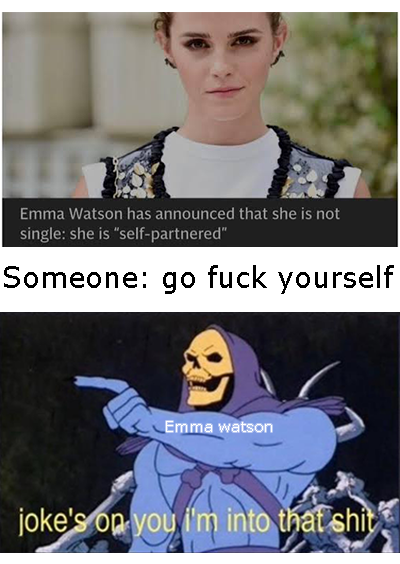 Emma Watson has announced that she is not
single: she is "self-partnered"
Someone: go fuck yourself
Emma watson
joke's on you i'm into that shit